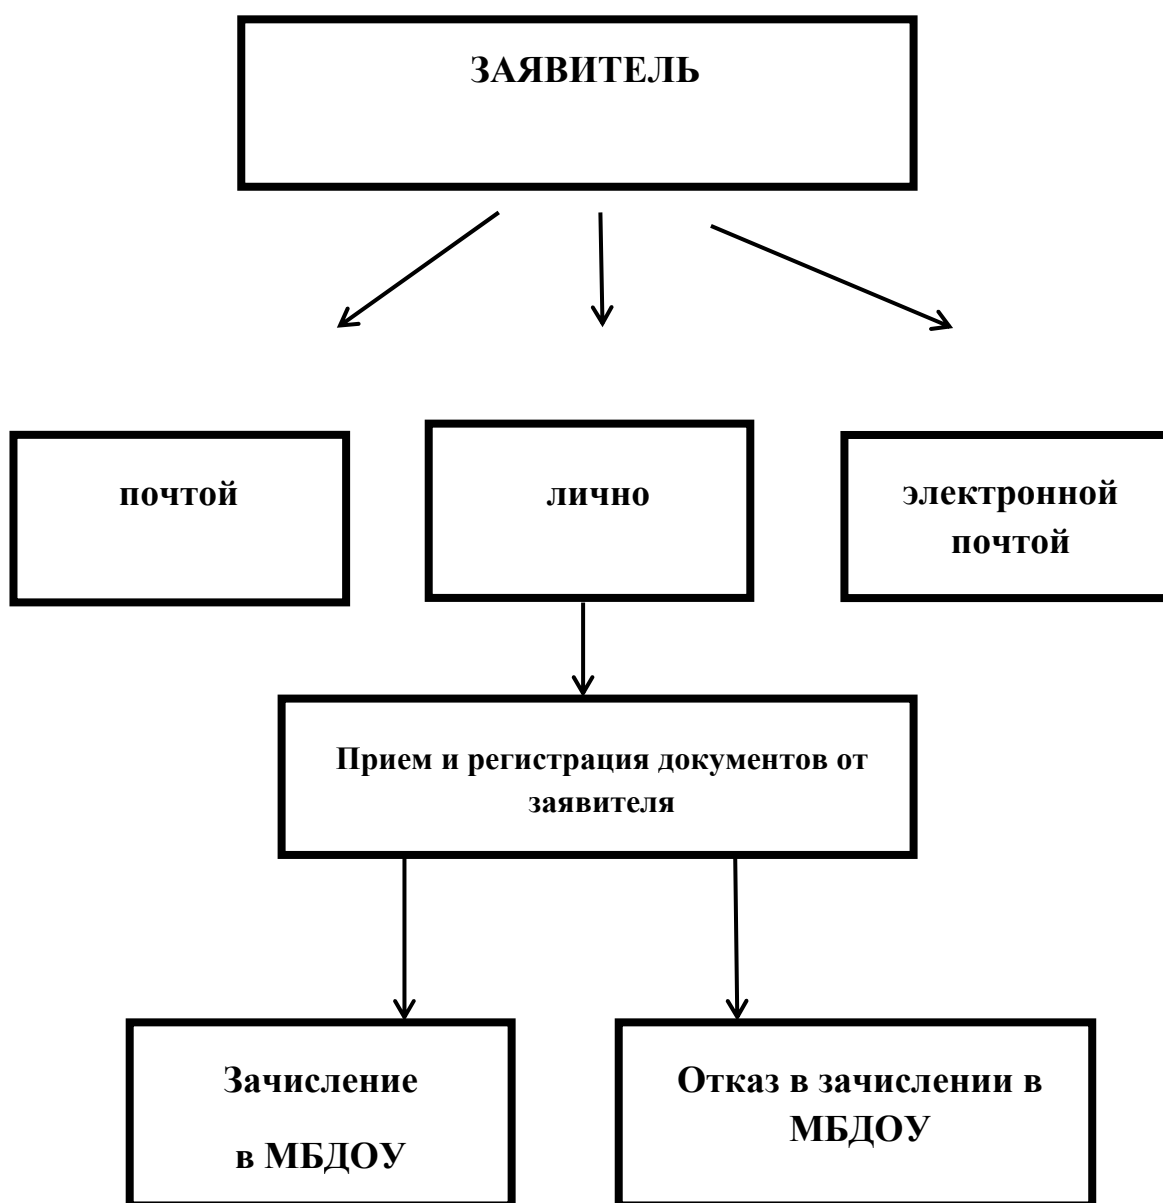 ЗАЯВИТЕЛЬ
почтой
лично
электронной
почтой
Прием и регистрация документов от
заявителя
Зачисление
в МБДОУ
Отказ в зачислении в
МБДОУ